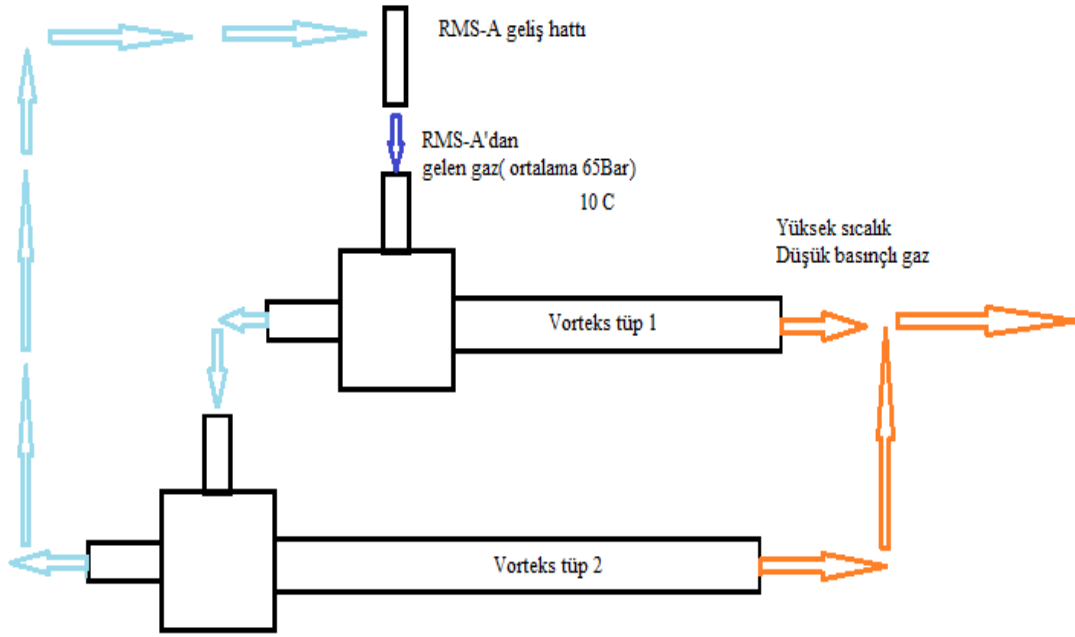 RMS-A geliş hattı
RMS-A'dan
gelen gaz( ortalama 65Bar)
10 C
Yüksek sıcalık
Düşük basınçlı gaz
Vorteks tüp 1
Vorteks tüp 2